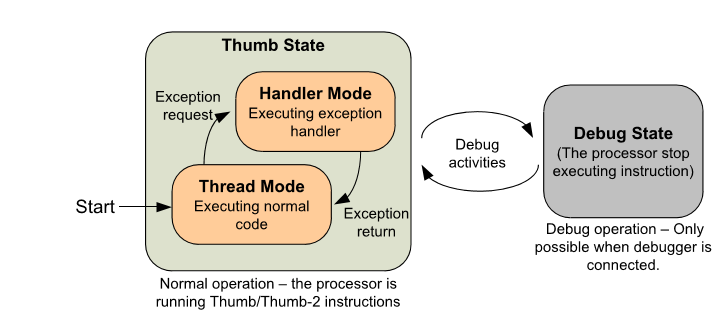 Thumb State
Exception
request
Handler Mode
Executing exception
handler
Thread Mode
Executing normal
code
Start
Exception
return
Normal operation – the processor is
running Thumb/Thumb-2 instructions
Debug
activities
Debug State
(The processor stop
executing instruction)
Debug operation – Only
possible when debugger is
connected.